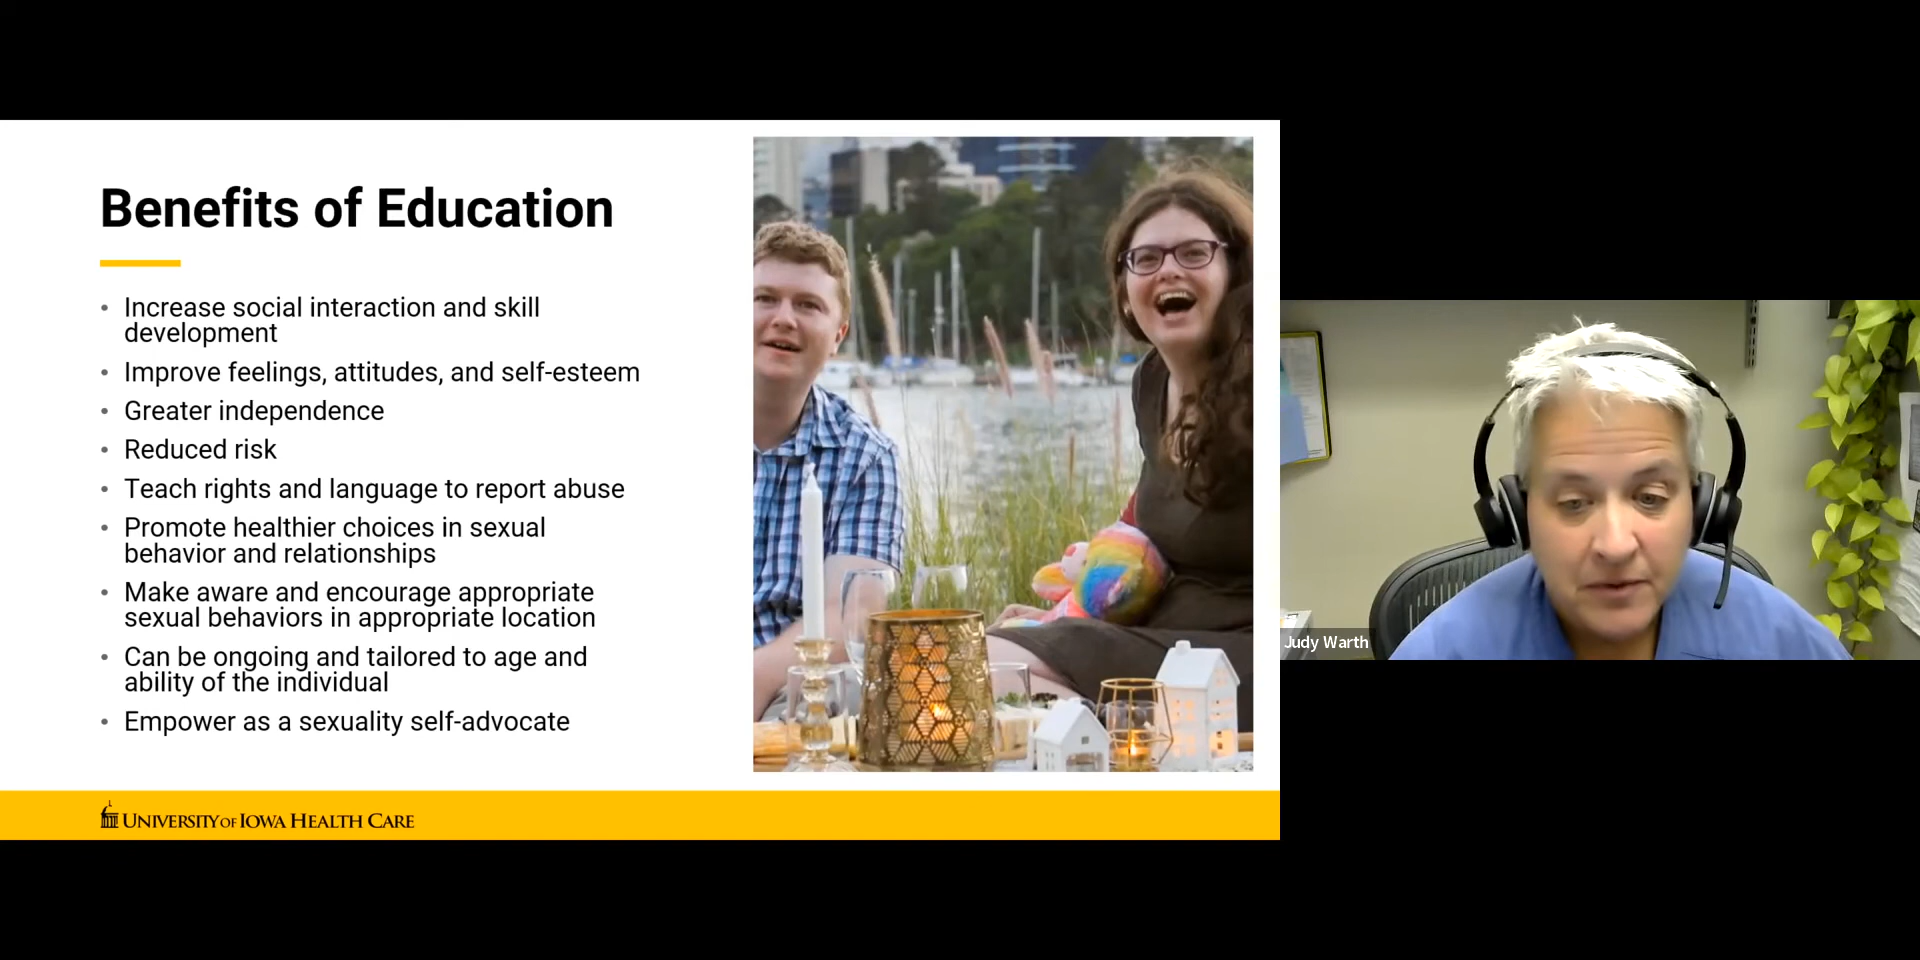 Benefits of Education
• Increase social interaction and skill
development
• Improve feelings, attitudes, and self-esteem
• Greater independence
• Reduced risk
• Teach rights and language to report abuse
• Promote healthier choices in sexual
behavior and relationships
• Make aware and encourage appropriate
sexual behaviors in appropriate location
• Can be ongoing and tailored to age and
ability of the individual
• Empower as a sexuality self-advocate
UNIVERSITY OF IOWA HEALTH CARE
Judy Warth